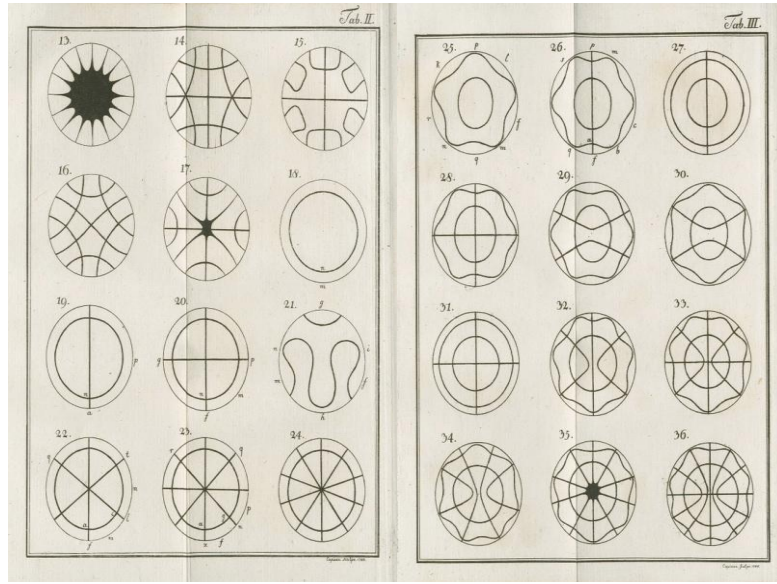 Tab. II.
13. 14. 15.
16. 17. 18.
n
m
19. 20. 21.
g
p
g
p
n
i
n
n
m
m
f
a
f
h
22. 23. 24.
q
t
r
q
n
p
a
l
a
n
f
m
n
f
Tab. III.
25. 26. 27.
p
p
k
l
s
m
r
f
c
n
m
a
q
q
f
b
28. 29. 30.
31. 32. 33.
34. 35. 36.